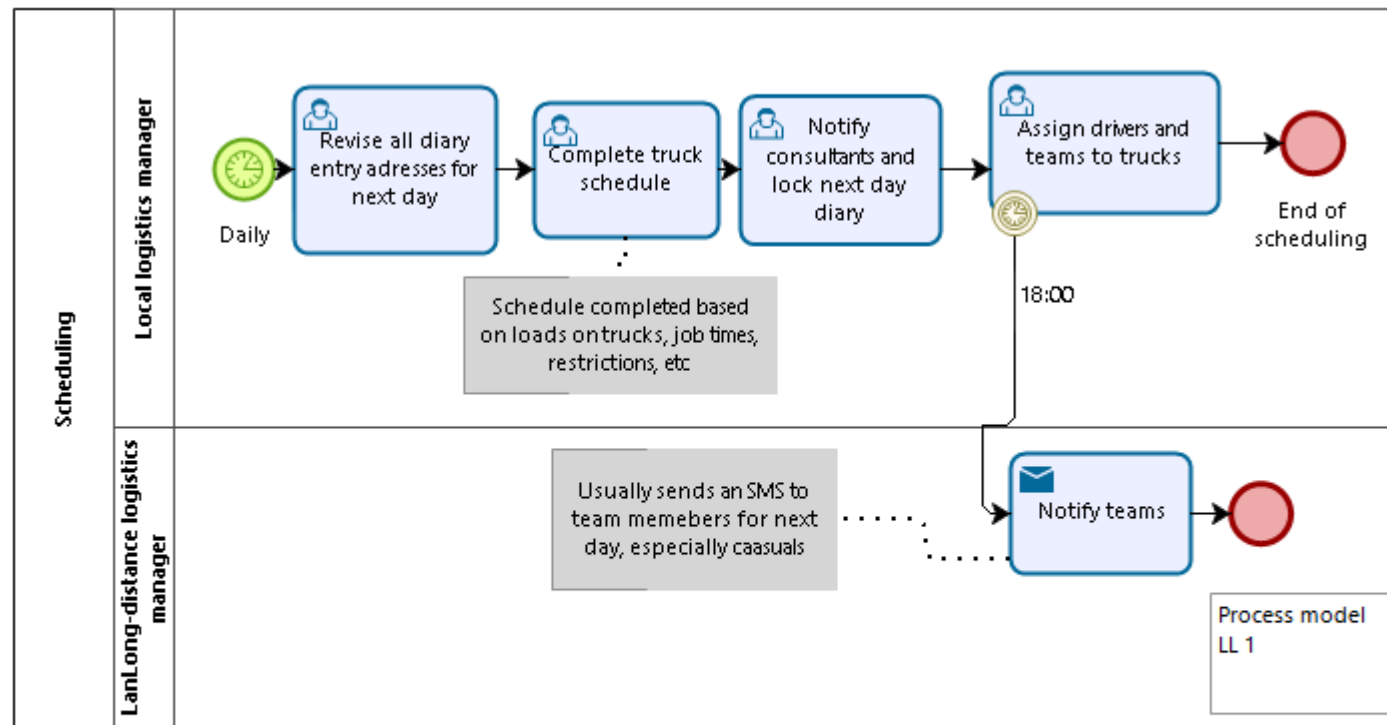 Scheduling
Local logistics manager
Daily
Revise all diary
entry adresses for
next day
Complete truck
schedule
Notify
consultants and
lock next day
diary
Assign drivers and
teams to trucks
End of
scheduling
18:00
Schedule completed based
on loads on trucks, job times,
restrictions, etc
LanLong-distance logistics
manager
Usually sends an SMS to
team memebers for next
day, especially caasuals
Notify teams
Process model
LL 1